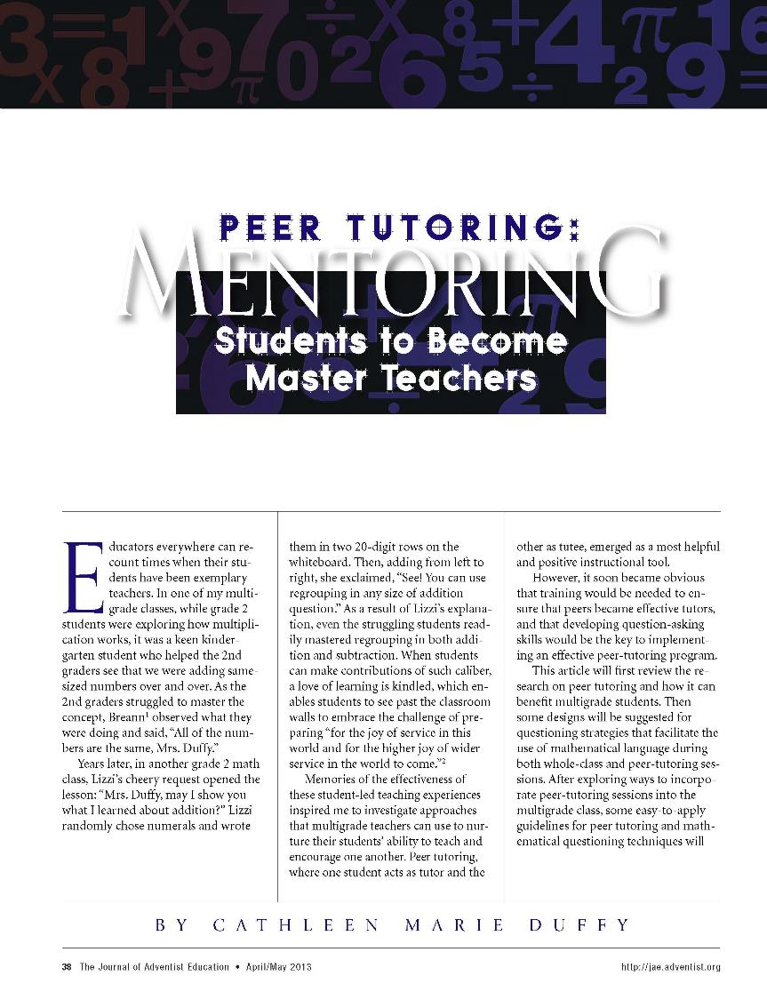 3=1x97÷x8+4π16
x8+π0265÷29=
PEER TUTORING:
MENTORING
Students to Become
Master Teachers
Educators everywhere can re-
count times when their stu-
dents have been exemplary
teachers. In one of my multi-
grade classes, while grade 2
students were exploring how multipli-
cation works, it was a keen kinder-
garten student who helped the 2nd
graders see that we were adding same-
sized numbers over and over. As the
2nd graders struggled to master the
concept, Breann¹ observed what they
were doing and said, “All of the num-
bers are the same, Mrs. Duffy.”
Years later, in another grade 2 math
class, Lizzi’s cheery request opened the
lesson: “Mrs. Duffy, may I show you
what I learned about addition?” Lizzi
randomly chose numerals and wrote
them in two 20-digit rows on the
whiteboard. Then, adding from left to
right, she exclaimed, “See! You can use
regrouping in any size of addition
question.” As a result of Lizzi’s explana-
tion, even the struggling students read-
ily mastered regrouping in both addi-
tion and subtraction. When students
can make contributions of such caliber,
a love of learning is kindled, which en-
ables students to see past the classroom
walls to embrace the challenge of pre-
paring “for the joy of service in this
world and for the higher joy of wider
service in the world to come.”²
Memories of the effectiveness of
these student-led teaching experiences
inspired me to investigate approaches
that multigrade teachers can use to nur-
ture their students’ ability to teach and
encourage one another. Peer tutoring,
where one student acts as tutor and the
other as tutee, emerged as a most helpful
and positive instructional tool.
However, it soon became obvious
that training would be needed to en-
sure that peers became effective tutors,
and that developing question-asking
skills would be the key to implement-
ing an effective peer-tutoring program.
This article will first review the re-
search on peer tutoring and how it can
benefit multigrade students. Then
some designs will be suggested for
questioning strategies that facilitate the
use of mathematical language during
both whole-class and peer-tutoring ses-
sions. After exploring ways to incorpo-
rate peer-tutoring sessions into the
multigrade class, some easy-to-apply
guidelines for peer tutoring and math-
ematical questioning techniques will
BY CATHLEEN MARIE DUFFY
38 The Journal of Adventist Education • April/May 2013
http://jae.adventist.org